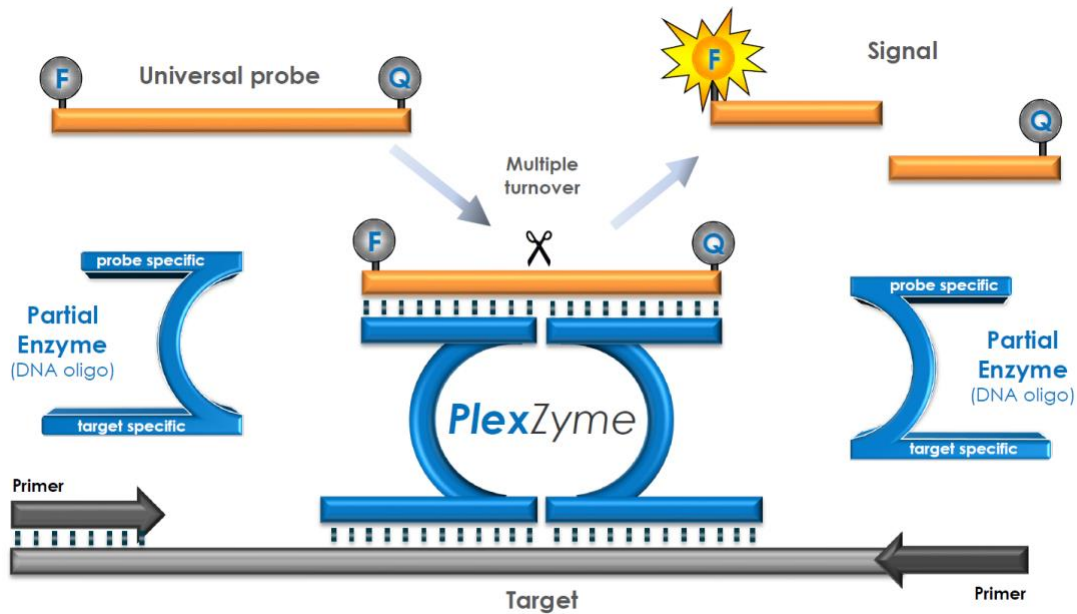 F
Universal probe
Q
F
Signal
Q
Multiple
turnover
F
Q
probe specific
Partial
Enzyme
(DNA oligo)
target specific
PlexZyme
probe specific
Partial
Enzyme
(DNA oligo)
target specific
Primer
Primer
Target